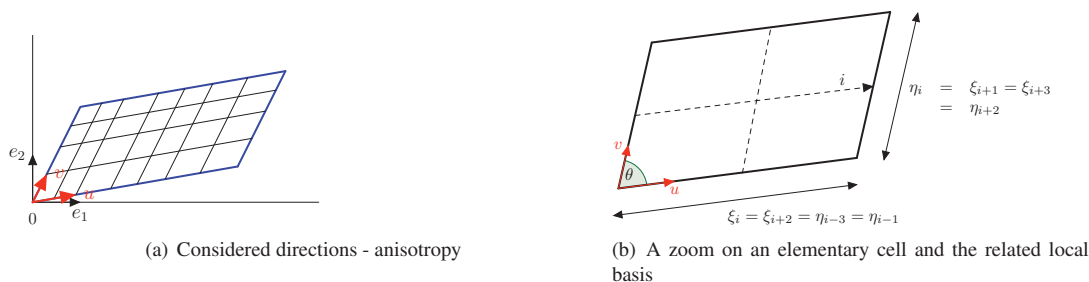 e₂
v
u
0
e₁
(a) Considered directions - anisotropy
i
v
θ
u
ηᵢ = ξᵢ₊₁ = ξᵢ₊₃
= ηᵢ₊₂
ξᵢ = ξᵢ₊₂ = ηᵢ₋₃ = ηᵢ₋₁
(b) A zoom on an elementary cell and the related local
basis